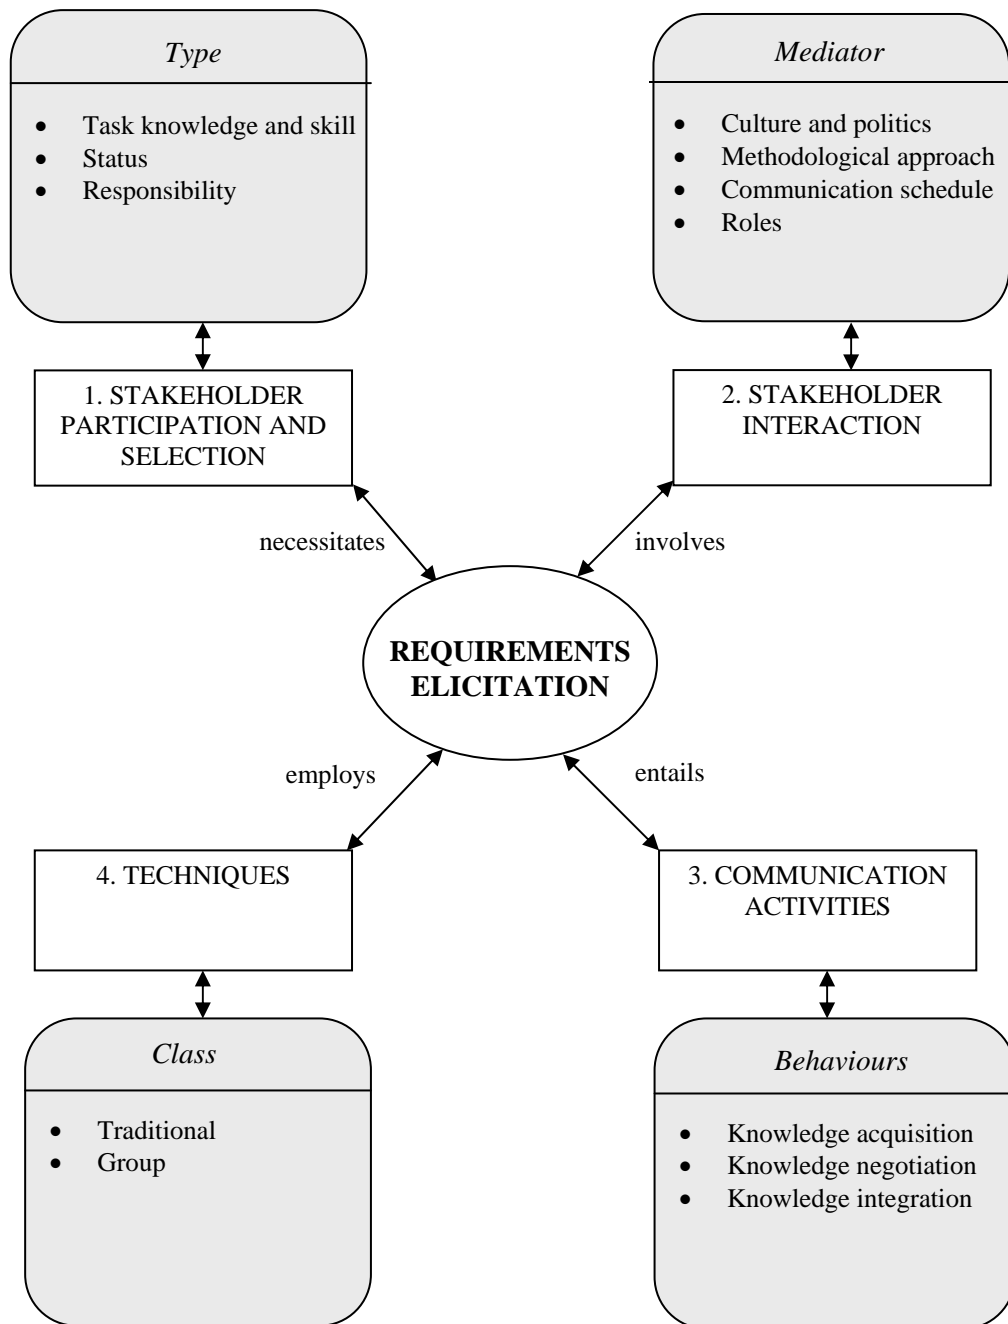 Type
• Task knowledge and skill
• Status
• Responsibility
Mediator
• Culture and politics
• Methodological approach
• Communication schedule
• Roles
1. STAKEHOLDER
PARTICIPATION AND
SELECTION
2. STAKEHOLDER
INTERACTION
necessitates
involves
REQUIREMENTS
ELICITATION
employs
entails
4. TECHNIQUES
3. COMMUNICATION
ACTIVITIES
Class
• Traditional
• Group
Behaviours
• Knowledge acquisition
• Knowledge negotiation
• Knowledge integration